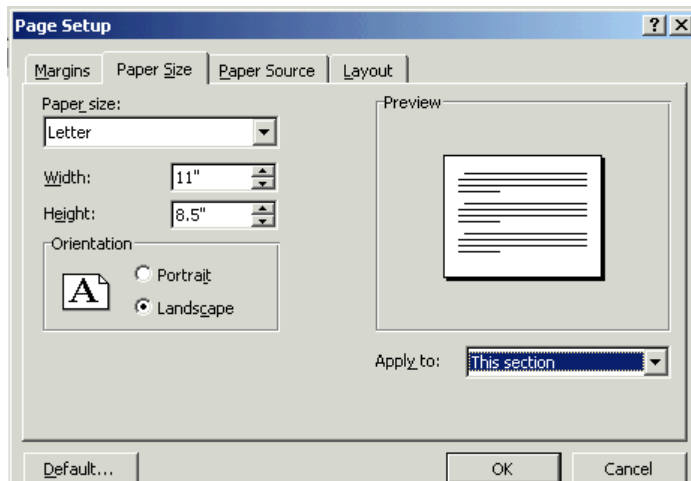 Page Setup
Margins
Paper Size
Paper Source
Layout
Paper size:
Letter
Width:
11"
Height:
8.5"
Orientation
A
Portrait
Landscape
Preview
Apply to:
This section
Default...
OK
Cancel